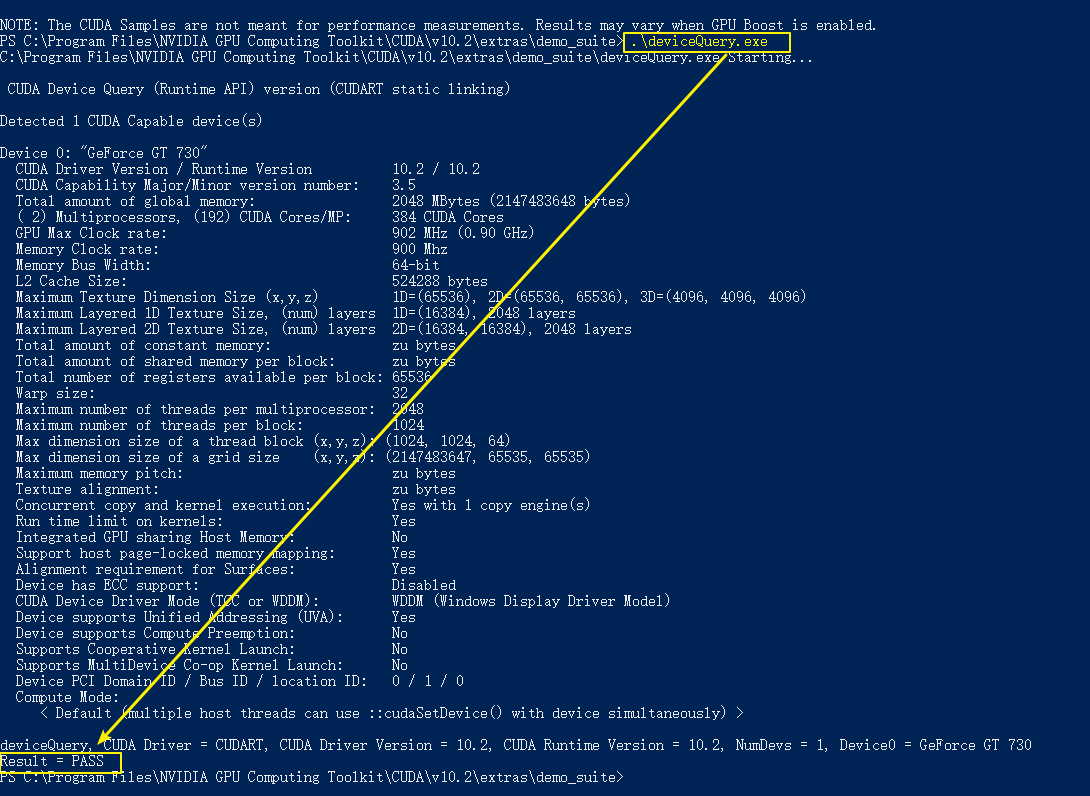 NOTE: The CUDA Samples are not meant for performance measurements. Results may vary when GPU Boost is enabled.
PS C:\Program Files\NVIDIA GPU Computing Toolkit\CUDA\v10.2\extras\demo_suite> .\deviceQuery.exe
C:\Program Files\NVIDIA GPU Computing Toolkit\CUDA\v10.2\extras\demo_suite\deviceQuery.exe Starting...
CUDA Device Query (Runtime API) version (CUDART static linking)
Detected 1 CUDA Capable device(s)
Device 0: "GeForce GT 730"
CUDA Driver Version / Runtime Version 10.2 / 10.2
CUDA Capability Major/Minor version number: 3.5
Total amount of global memory: 2048 MBytes (2147483648 bytes)
( 2) Multiprocessors, (192) CUDA Cores/MP: 384 CUDA Cores
GPU Max Clock rate: 902 MHz (0.90 GHz)
Memory Clock rate: 900 Mhz
Memory Bus Width: 64-bit
L2 Cache Size: 524288 bytes
Maximum Texture Dimension Size (x,y,z) 1D=(65536), 2D=(65536, 65536), 3D=(4096, 4096, 4096)
Maximum Layered 1D Texture Size, (num) layers 1D=(16384), 2048 layers
Maximum Layered 2D Texture Size, (num) layers 2D=(16384, 16384), 2048 layers
Total amount of constant memory: zu bytes
Total amount of shared memory per block: zu bytes
Total number of registers available per block: 65536
Warp size: 32
Maximum number of threads per multiprocessor: 2048
Maximum number of threads per block: 1024
Max dimension size of a thread block (x,y,z): (1024, 1024, 64)
Max dimension size of a grid size (x,y,z): (2147483647, 65535, 65535)
Maximum memory pitch: zu bytes
Texture alignment: zu bytes
Concurrent copy and kernel execution: Yes with 1 copy engine(s)
Run time limit on kernels: Yes
Integrated GPU sharing Host Memory: No
Support host page-locked memory mapping: Yes
Alignment requirement for Surfaces: Yes
Device has ECC support: Disabled
CUDA Device Driver Mode (TCC or WDDM): WDDM (Windows Display Driver Model)
Device supports Unified Addressing (UVA): Yes
Device supports Compute Preemption: No
Supports Cooperative Kernel Launch: No
Supports MultiDevice Co-op Kernel Launch: No
Device PCI Domain ID / Bus ID / location ID: 0 / 1 / 0
Compute Mode:
< Default (multiple host threads can use ::cudaSetDevice() with device simultaneously) >
deviceQuery, CUDA Driver = CUDART, CUDA Driver Version = 10.2, CUDA Runtime Version = 10.2, NumDevs = 1, Device0 = GeForce GT 730
Result = PASS
PS C:\Program Files\NVIDIA GPU Computing Toolkit\CUDA\v10.2\extras\demo_suite>